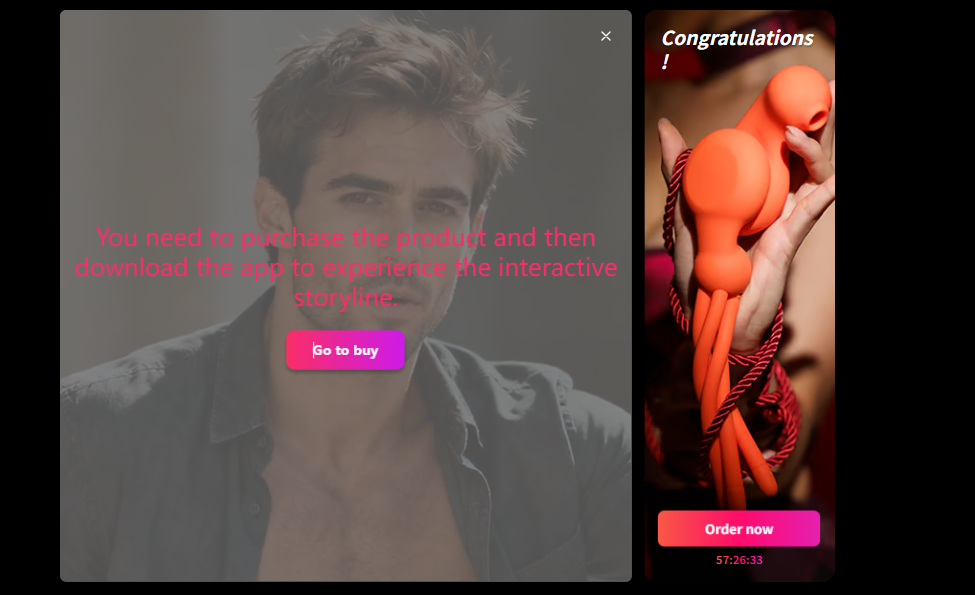 You need to purchase the product and then
download the app to experience the interactive
storyline.
Go to buy
Congratulations
!
Order now
57:26:33